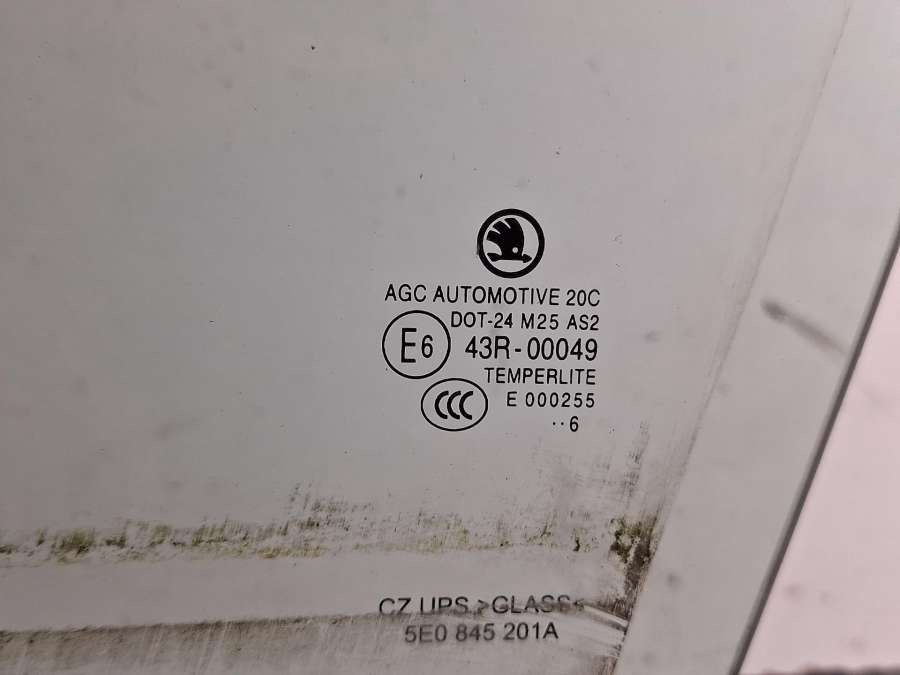 AGC AUTOMOTIVE 20C
DOT-24 M25 AS2
E6 43R-00049
TEMPERLITE
CCC E 000255
··6
CZ UPS >GLASS<
5E0 845 201A